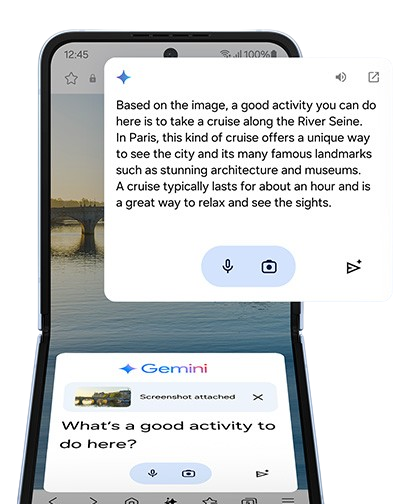 12:45
100%
Based on the image, a good activity you can do
here is to take a cruise along the River Seine.
In Paris, this kind of cruise offers a unique way
to see the city and its many famous landmarks
such as stunning architecture and museums.
A cruise typically lasts for about an hour and is
a great way to relax and see the sights.
Gemini
Screenshot attached
What's a good activity to
do here?